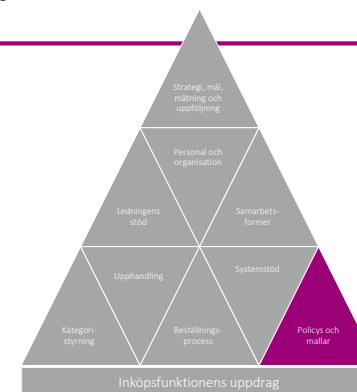 Strategi, mål,
mätning och
uppföljning
Personal och
organisation
Ledningens
stöd
Samarbets-
former
Upphandling
Systemstöd
Kategori-
styrning
Beställnings-
process
Policys och
mallar
Inköpsfunktionens uppdrag